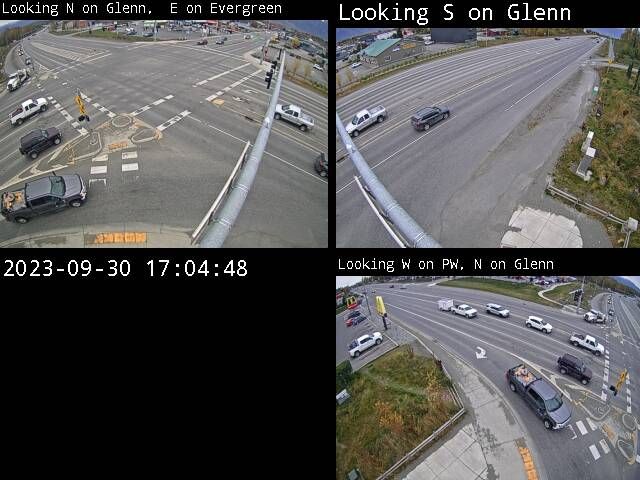 Looking N on Glenn,  E on Evergreen
Looking S on Glenn
2023-09-30 17:04:48
Looking W on PW, N on Glenn